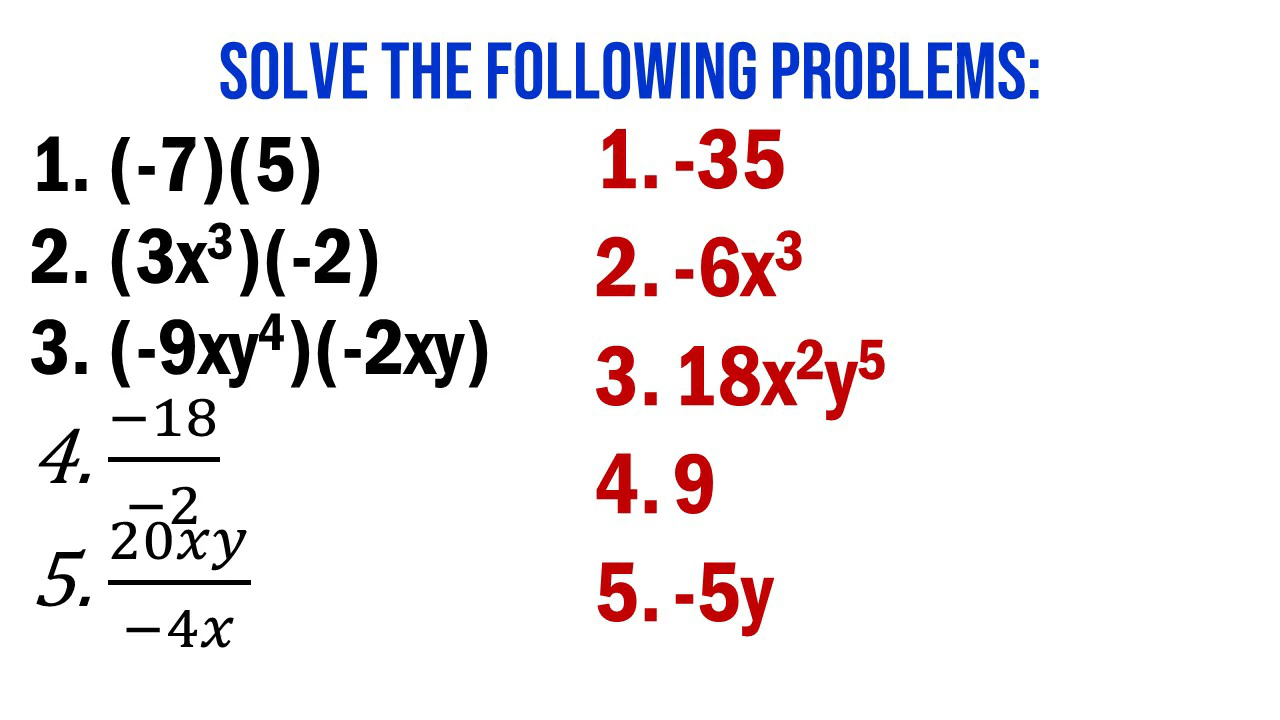 SOLVE THE FOLLOWING PROBLEMS:
1. (-7)(5)
2. (3x³)(-2)
3. (-9xy⁴)(-2xy)
4. −18/−2
5. 20xy/−4x
1. -35
2. -6x³
3. 18x²y⁵
4. 9
5. -5y